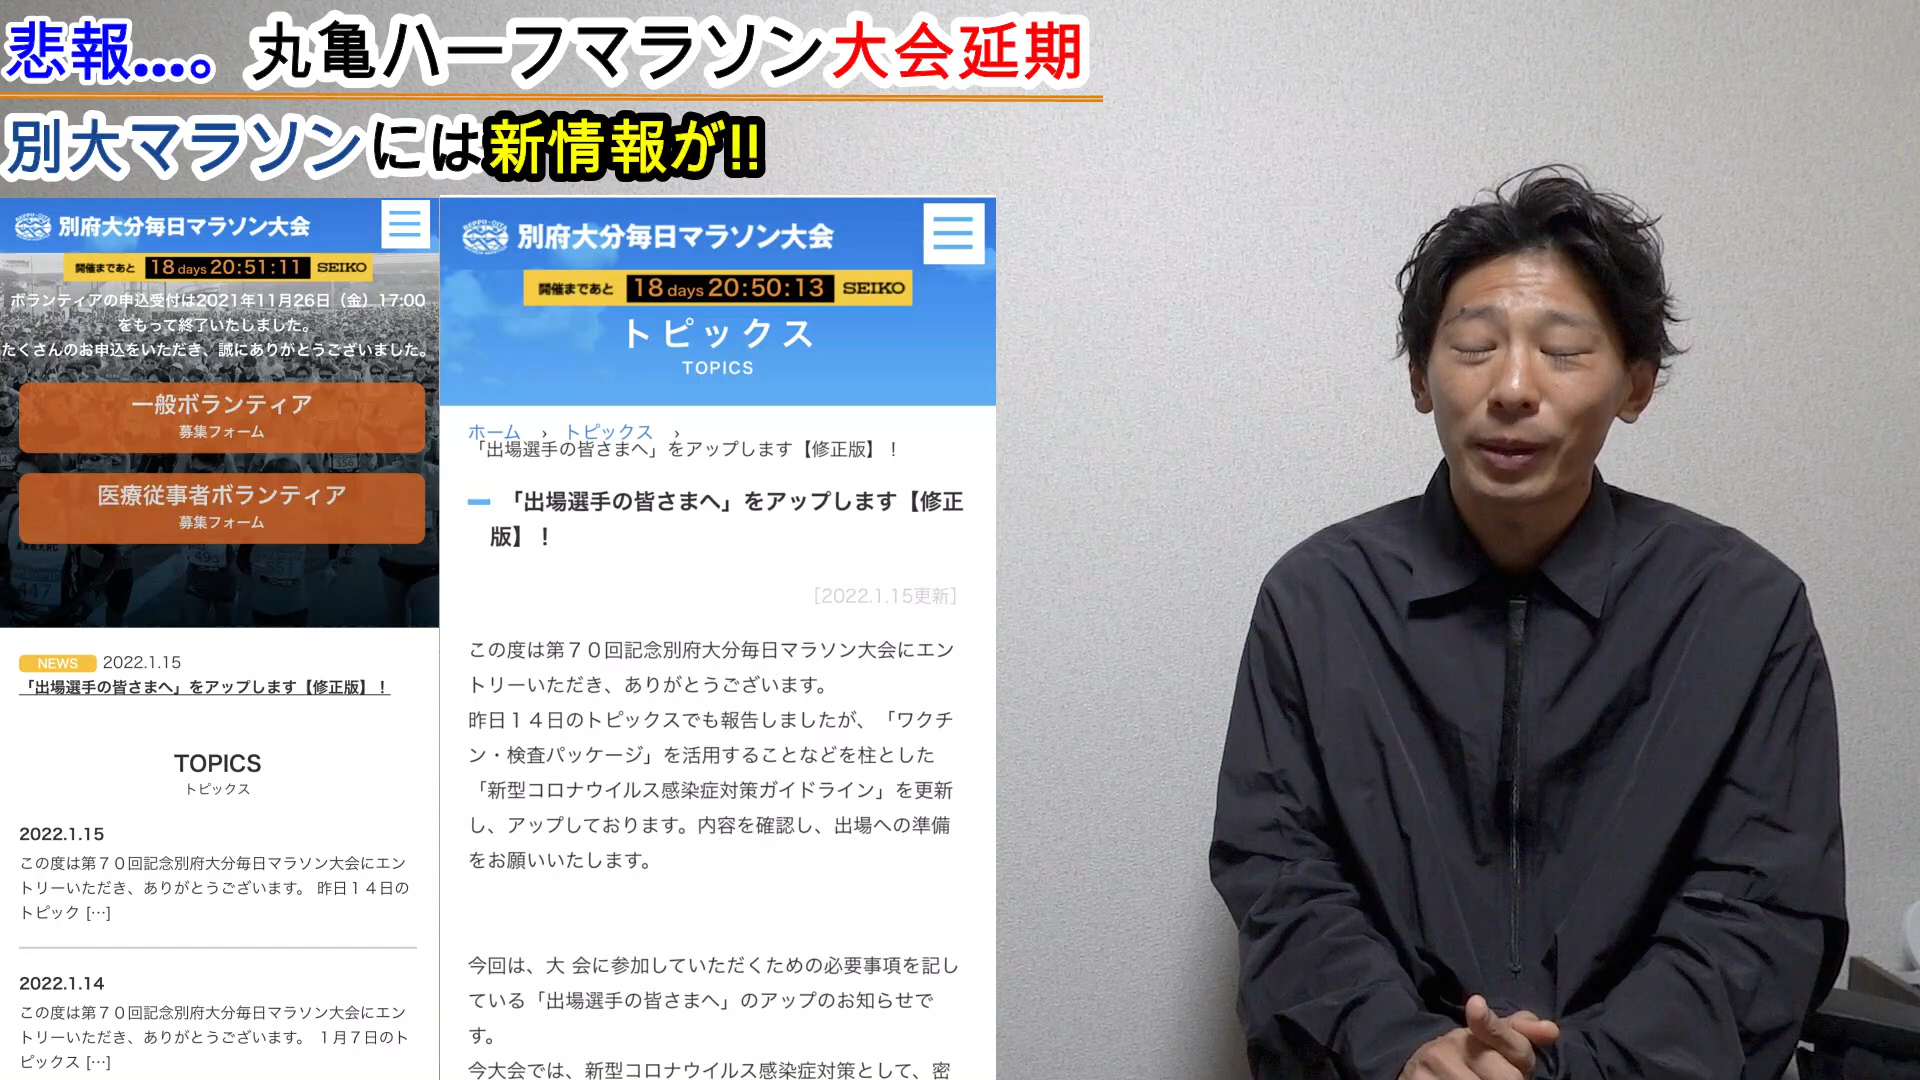 悲報...。丸亀ハーフマラソン大会延期
別大マラソンには新情報が!!
別府大分毎日マラソン大会
開催まであと 18 days 20:51:11 SEIKO
ボランティアの申込受付は2021年11月26日（金）17:00
をもって終了いたしました。
たくさんのお申込をいただき、誠にありがとうございました。
一般ボランティア
募集フォーム
医療従事者ボランティア
募集フォーム
NEWS 2022.1.15
「出場選手の皆さまへ」をアップします【修正版】！
TOPICS
トピックス
2022.1.15
この度は第７０回記念別府大分毎日マラソン大会にエン
トリーいただき、ありがとうございます。 昨日１４日の
トピック […]
2022.1.14
この度は第７０回記念別府大分毎日マラソン大会にエン
トリーいただき、ありがとうございます。 １月７日のト
ピックス […]
別府大分毎日マラソン大会
開催まであと 18 days 20:50:13 SEIKO
トピックス
TOPICS
ホーム › トピックス ›
「出場選手の皆さまへ」をアップします【修正版】！
「出場選手の皆さまへ」をアップします【修正
版】！
[2022.1.15更新]
この度は第７０回記念別府大分毎日マラソン大会にエン
トリーいただき、ありがとうございます。
昨日１４日のトピックスでも報告しましたが、「ワクチ
ン・検査パッケージ」を活用することなどを柱とした
「新型コロナウイルス感染症対策ガイドライン」を更新
し、アップしております。内容を確認し、出場への準備
をお願いいたします。
今回は、大 会に参加していただくための必要事項を記し
ている「出場選手の皆さまへ」のアップのお知らせで
す。
今大会では、新型コロナウイルス感染症対策として、密